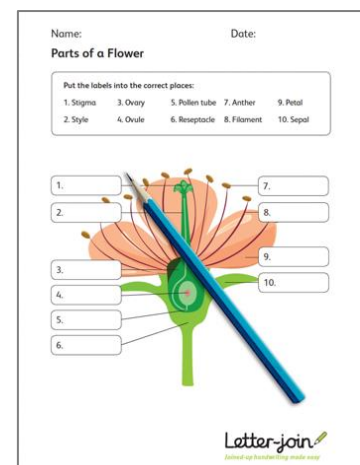 Name: Date:
Parts of a Flower
Put the labels into the correct places:
1. Stigma 3. Ovary 5. Pollen tube 7. Anther 9. Petal
2. Style 4. Ovule 6. Reseptacle 8. Filament 10. Sepal
1. 7.
2. 8.
9.
3. 10.
4.
5.
6.
Letter-join
Joined-up handwriting made easy